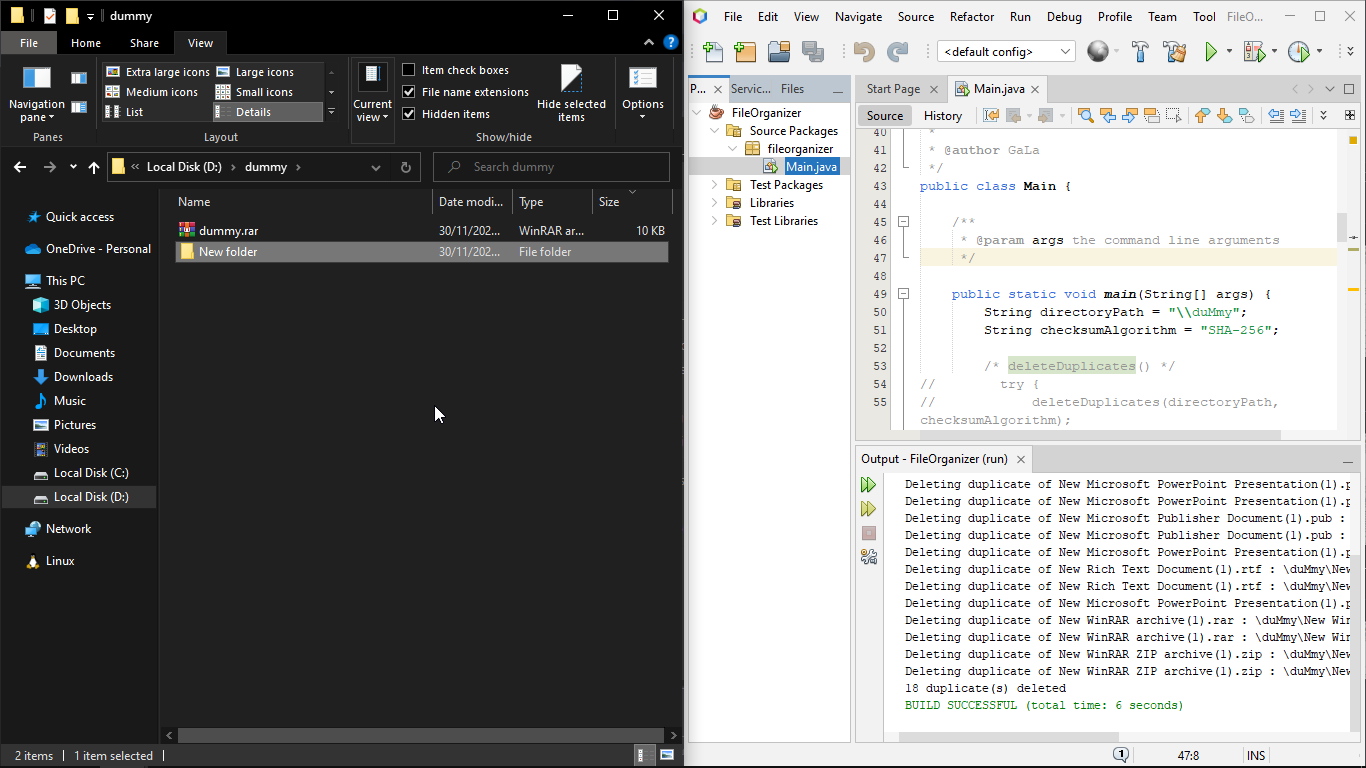 dummy
File Home Share View
Navigation pane
Panes
Extra large icons Large icons
Medium icons Small icons
List Details
Layout
Current view
Item check boxes
File name extensions
Hidden items
Hide selected items
Show/hide
Options
« Local Disk (D:) › dummy ›
Search dummy
Name Date modi... Type Size
dummy.rar 30/11/202... WinRAR ar... 10 KB
New folder 30/11/202... File folder
Quick access
OneDrive - Personal
This PC
3D Objects
Desktop
Documents
Downloads
Music
Pictures
Videos
Local Disk (C:)
Local Disk (D:)
Network
Linux
2 items 1 item selected
File Edit View Navigate Source Refactor Run Debug Profile Team Tool FileO...
<default config>
P... Servic... Files
FileOrganizer
Source Packages
fileorganizer
Main.java
Test Packages
Libraries
Test Libraries
Start Page Main.java
Source History
40 *
41 * @author GaLa
42 */
43 public class Main {
44
45 /**
46 * @param args the command line arguments
47 */
48
49 public static void main(String[] args) {
50 String directoryPath = "\\duMmy";
51 String checksumAlgorithm = "SHA-256";
52
53 /* deleteDuplicates() */
54 // try {
55 // deleteDuplicates(directoryPath,
checksumAlgorithm);
Output - FileOrganizer (run)
Deleting duplicate of New Microsoft PowerPoint Presentation(1).p
Deleting duplicate of New Microsoft PowerPoint Presentation(1).p
Deleting duplicate of New Microsoft Publisher Document(1).pub :
Deleting duplicate of New Microsoft Publisher Document(1).pub :
Deleting duplicate of New Microsoft PowerPoint Presentation(1).p
Deleting duplicate of New Rich Text Document(1).rtf : \duMmy\New
Deleting duplicate of New Rich Text Document(1).rtf : \duMmy\New
Deleting duplicate of New Microsoft PowerPoint Presentation(1).p
Deleting duplicate of New WinRAR archive(1).rar : \duMmy\New Win
Deleting duplicate of New WinRAR archive(1).rar : \duMmy\New Win
Deleting duplicate of New WinRAR ZIP archive(1).zip : \duMmy\New
Deleting duplicate of New WinRAR ZIP archive(1).zip : \duMmy\New
18 duplicate(s) deleted
BUILD SUCCESSFUL (total time: 6 seconds)
1 47:8 INS